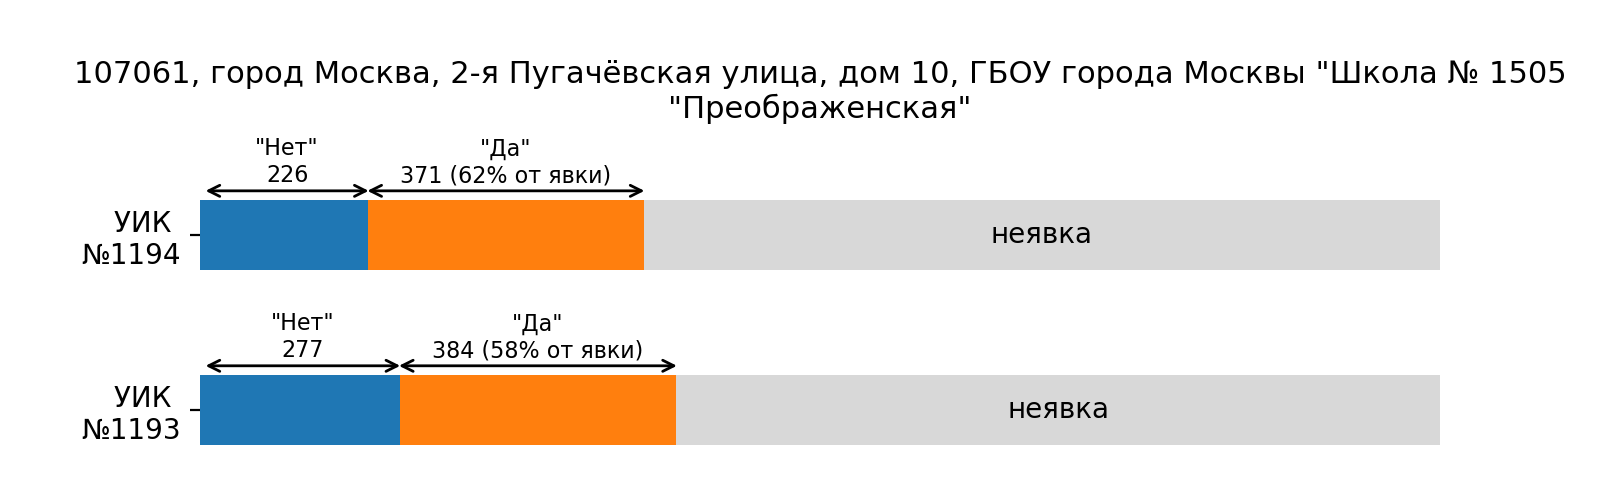 107061, город Москва, 2-я Пугачёвская улица, дом 10, ГБОУ города Москвы "Школа № 1505
"Преображенская"
"Нет"
226
"Да"
371 (62% от явки)
УИК
№1194
неявка
"Нет"
277
"Да"
384 (58% от явки)
УИК
№1193
неявка